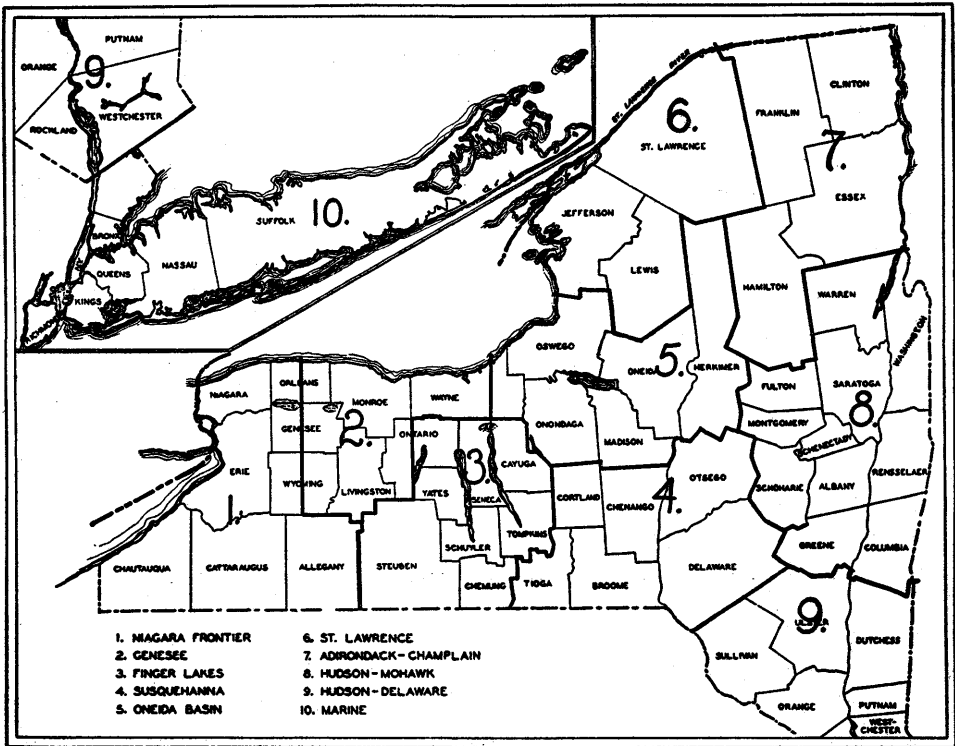 PUTNAM
ORANGE
9.
WESTCHESTER
ROCKLAND
BRONX
QUEENS
KINGS
RICHMOND
NASSAU
SUFFOLK
10.
ST. LAWRENCE RIVER
6.
ST. LAWRENCE
FRANKLIN
CLINTON
7.
ESSEX
JEFFERSON
LEWIS
HAMILTON
WARREN
WASHINGTON
OSWEGO
5.
ONEIDA
HERKIMER
FULTON
SARATOGA
8.
MONTGOMERY
SCHENECTADY
NIAGARA
ORLEANS
MONROE
WAYNE
GENESEE
2.
ONTARIO
ONONDAGA
MADISON
3.
CAYUGA
ERIE
1
WYOMING
LIVINGSTON
YATES
SENECA
CORTLAND
CHENANGO
4.
OTSEGO
SCHOHARIE
ALBANY
RENSSELAER
TOMPKINS
SCHUYLER
GREENE
COLUMBIA
CHAUTAUQUA
CATTARAUGUS
ALLEGANY
STEUBEN
CHEMUNG
TIOGA
BROOME
DELAWARE
9.
ULSTER
DUTCHESS
SULLIVAN
ORANGE
PUTNAM
WEST-
CHESTER
1. NIAGARA FRONTIER
2. GENESEE
3. FINGER LAKES
4. SUSQUEHANNA
5. ONEIDA BASIN
6. ST. LAWRENCE
7. ADIRONDACK-CHAMPLAIN
8. HUDSON-MOHAWK
9. HUDSON-DELAWARE
10. MARINE